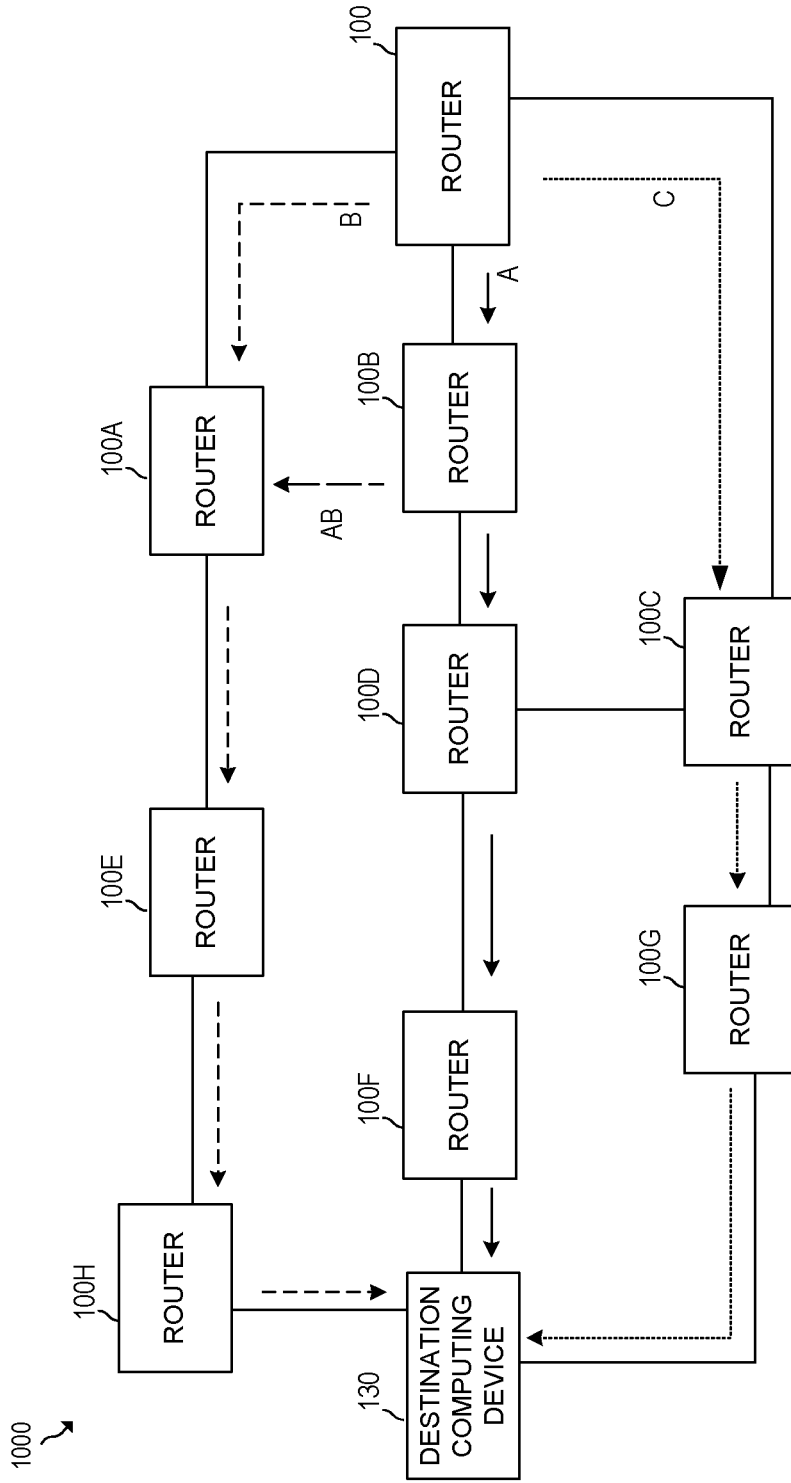 1000
100H
ROUTER
100E
ROUTER
100A
ROUTER
B
AB
130
DESTINATION
COMPUTING
DEVICE
100F
ROUTER
100D
ROUTER
100B
ROUTER
A
100
ROUTER
100G
ROUTER
100C
ROUTER
C